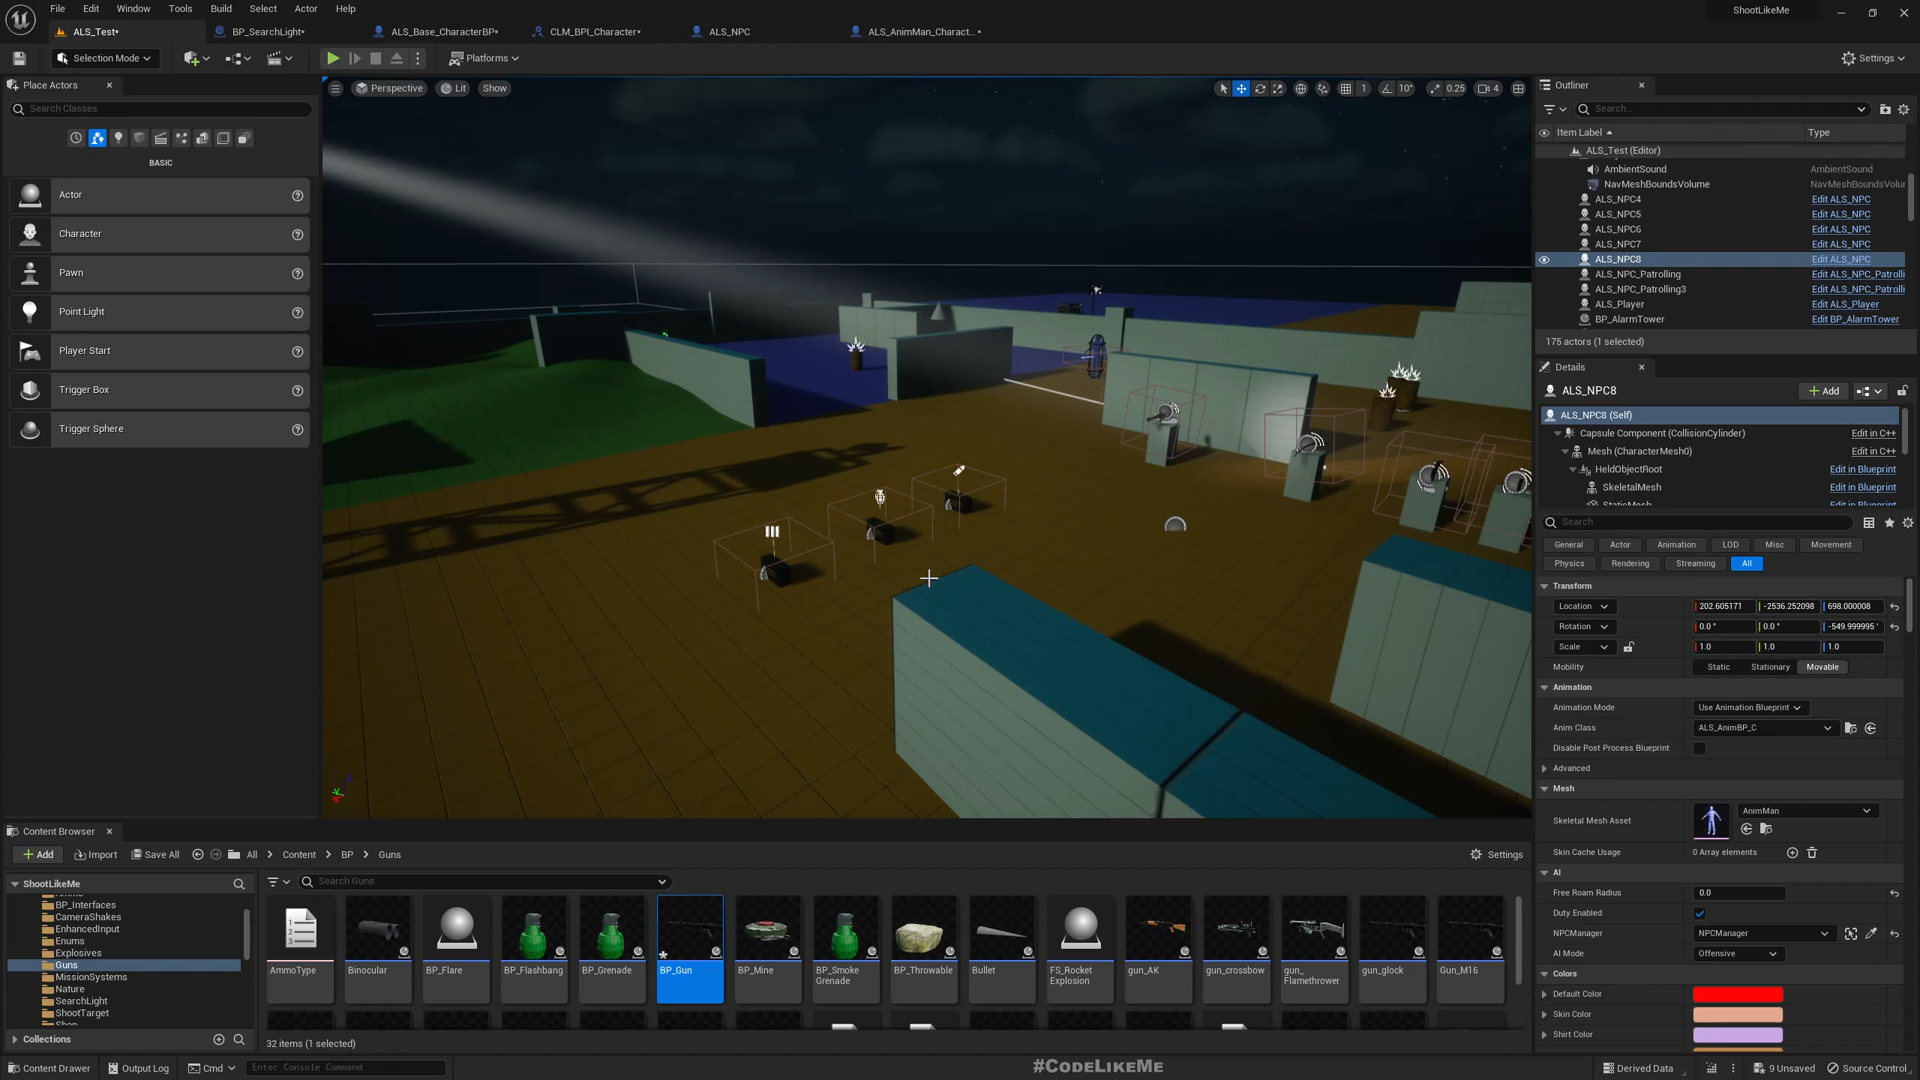 File Edit Window Tools Build Select Actor Help
ShootLikeMe
ALS_Test* BP_SearchLight* ALS_Base_CharacterBP* CLM_BPI_Character* ALS_NPC ALS_AnimMan_Charact...*
Selection Mode Platforms Settings
Place Actors
Search Classes
BASIC
Actor
Character
Pawn
Point Light
Player Start
Trigger Box
Trigger Sphere
Perspective Lit Show
1 10° 0.25 4
Outliner
Search...
Item Label Type
ALS_Test (Editor)
AmbientSound AmbientSound
NavMeshBoundsVolume NavMeshBoundsVolu
ALS_NPC4 Edit ALS_NPC
ALS_NPC5 Edit ALS_NPC
ALS_NPC6 Edit ALS_NPC
ALS_NPC7 Edit ALS_NPC
ALS_NPC8 Edit ALS_NPC
ALS_NPC_Patrolling Edit ALS_NPC_Patrolli
ALS_NPC_Patrolling3 Edit ALS_NPC_Patrolli
ALS_Player Edit ALS_Player
BP_AlarmTower Edit BP_AlarmTower
175 actors (1 selected)
Details
ALS_NPC8 Add
ALS_NPC8 (Self)
Capsule Component (CollisionCylinder) Edit in C++
Mesh (CharacterMesh0) Edit in C++
HeldObjectRoot Edit in Blueprint
SkeletalMesh Edit in Blueprint
StaticMesh Edit in Blueprint
Search
General Actor Animation LOD Misc Movement
Physics Rendering Streaming All
Transform
Location 202.605171 -2536.252098 698.000008
Rotation 0.0 ° 0.0 ° -549.999995 °
Scale 1.0 1.0 1.0
Mobility Static Stationary Movable
Animation
Animation Mode Use Animation Blueprint
Anim Class ALS_AnimBP_C
Disable Post Process Blueprint
Advanced
Mesh
Skeletal Mesh Asset AnimMan
Skin Cache Usage 0 Array elements
AI
Free Roam Radius 0.0
Duty Enabled
NPCManager NPCManager
AI Mode Offensive
Colors
Default Color
Skin Color
Shirt Color
Content Browser
Add Import Save All All Content BP Guns Settings
ShootLikeMe
Search Guns
BP_Interfaces
CameraShakes
EnhancedInput
Enums
Explosives
Guns
MissionSystems
Nature
SearchLight
ShootTarget
Shop
Collections
AmmoType Binocular BP_Flare BP_Flashbang BP_Grenade BP_Gun BP_Mine BP_Smoke Grenade BP_Throwable Bullet FS_Rocket Explosion gun_AK gun_crossbow gun_ Flamethrower gun_glock Gun_M16
32 items (1 selected)
Content Drawer Output Log Cmd Enter Console Command
#CODELIKEME
Derived Data 9 Unsaved Source Control